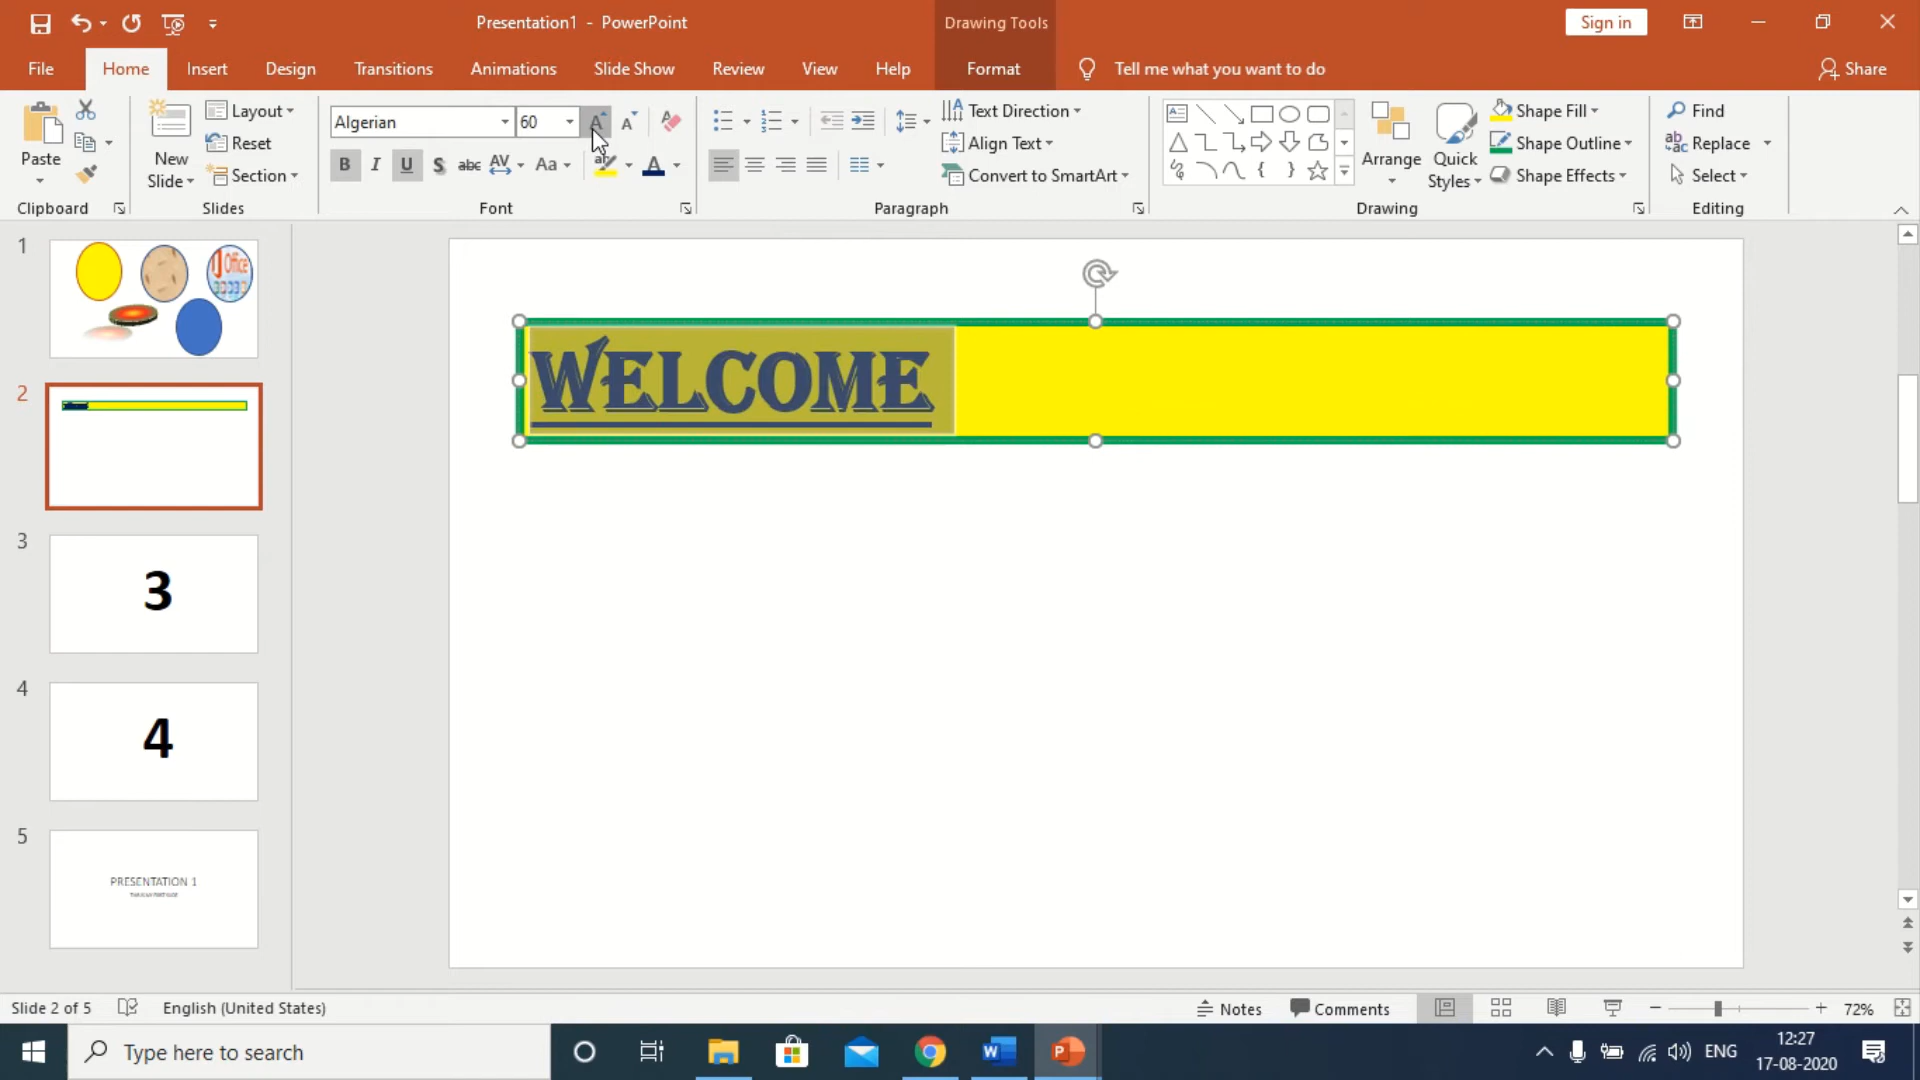 Presentation1 - PowerPoint
Drawing Tools
Sign in
File
Home
Insert
Design
Transitions
Animations
Slide Show
Review
View
Help
Format
Tell me what you want to do
Share
Paste
New Slide
Layout
Reset
Section
Algerian
60
B I U S abc AV Aa A
Text Direction
Align Text
Convert to SmartArt
Arrange
Quick Styles
Shape Fill
Shape Outline
Shape Effects
Find
Replace
Select
Clipboard
Slides
Font
Paragraph
Drawing
Editing
1
Office
2
3
3
4
4
5
PRESENTATION 1
WELCOME
Slide 2 of 5
English (United States)
Notes
Comments
72%
Type here to search
ENG
12:27
17-08-2020